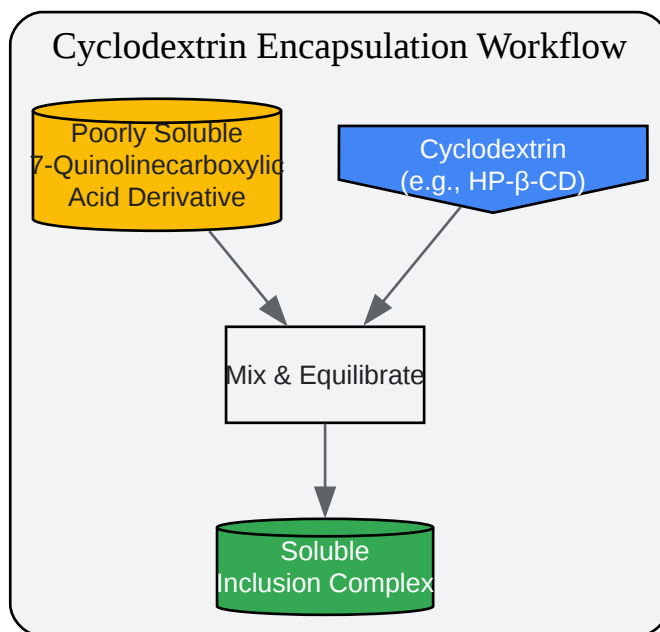 Cyclodextrin Encapsulation Workflow
Poorly Soluble
7-Quinolinecarboxylic
Acid Derivative
Cyclodextrin
(e.g., HP-β-CD)
Mix & Equilibrate
Soluble
Inclusion Complex